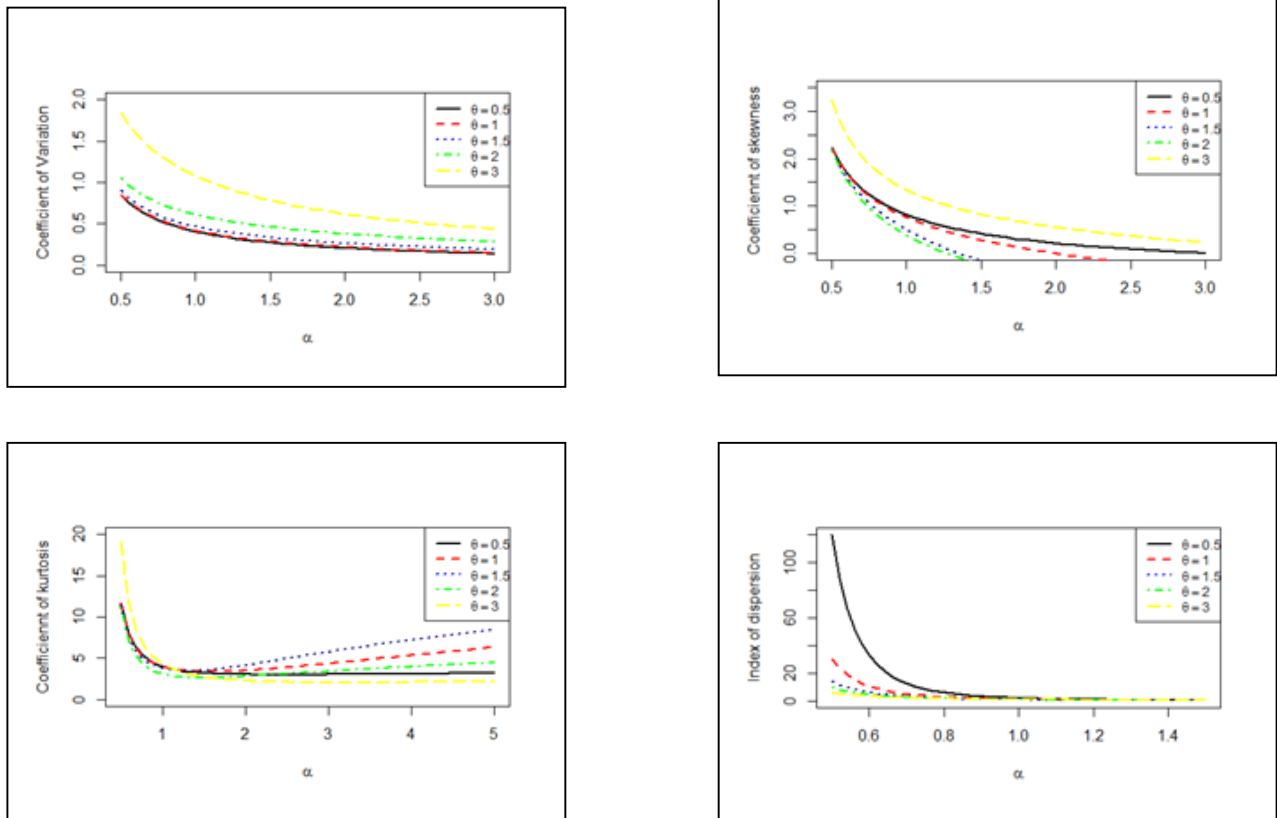 Coefficient of Variation
0.0 0.5 1.0 1.5 2.0
θ = 0.5
θ = 1
θ = 1.5
θ = 2
θ = 3
0.5 1.0 1.5 2.0 2.5 3.0
α
Coefficiennt of skewness
0.0 1.0 2.0 3.0
θ = 0.5
θ = 1
θ = 1.5
θ = 2
θ = 3
0.5 1.0 1.5 2.0 2.5 3.0
α
Coefficiennt of kurtosis
0 5 10 15 20
θ = 0.5
θ = 1
θ = 1.5
θ = 2
θ = 3
1 2 3 4 5
α
Index of dispersion
0 20 60 100
θ = 0.5
θ = 1
θ = 1.5
θ = 2
θ = 3
0.6 0.8 1.0 1.2 1.4
α